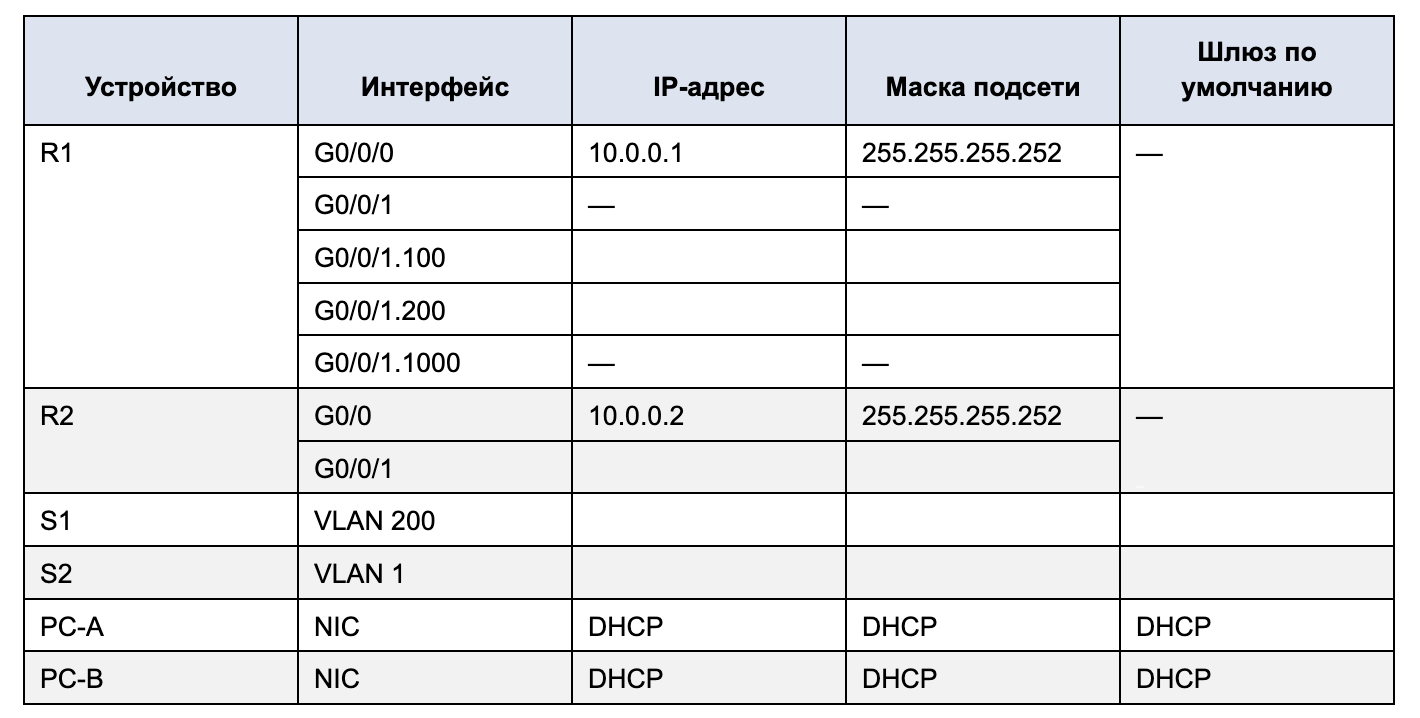 Устройство Интерфейс IP-адрес Маска подсети Шлюз по
умолчанию
R1 G0/0/0 10.0.0.1 255.255.255.252 —
G0/0/1 — —
G0/0/1.100
G0/0/1.200
G0/0/1.1000 — —
R2 G0/0 10.0.0.2 255.255.255.252 —
G0/0/1
S1 VLAN 200
S2 VLAN 1
PC-A NIC DHCP DHCP DHCP
PC-B NIC DHCP DHCP DHCP